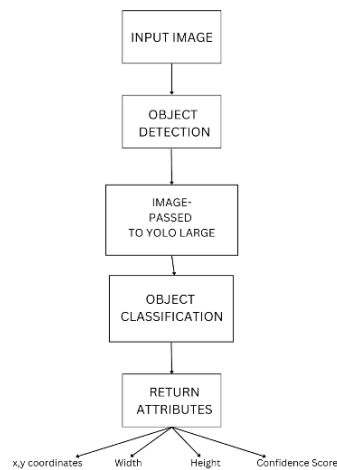 INPUT IMAGE
OBJECT
DETECTION
IMAGE-
PASSED
TO YOLO LARGE
OBJECT
CLASSIFICATION
RETURN
ATTRIBUTES
x,y coordinates Width Height Confidence Score